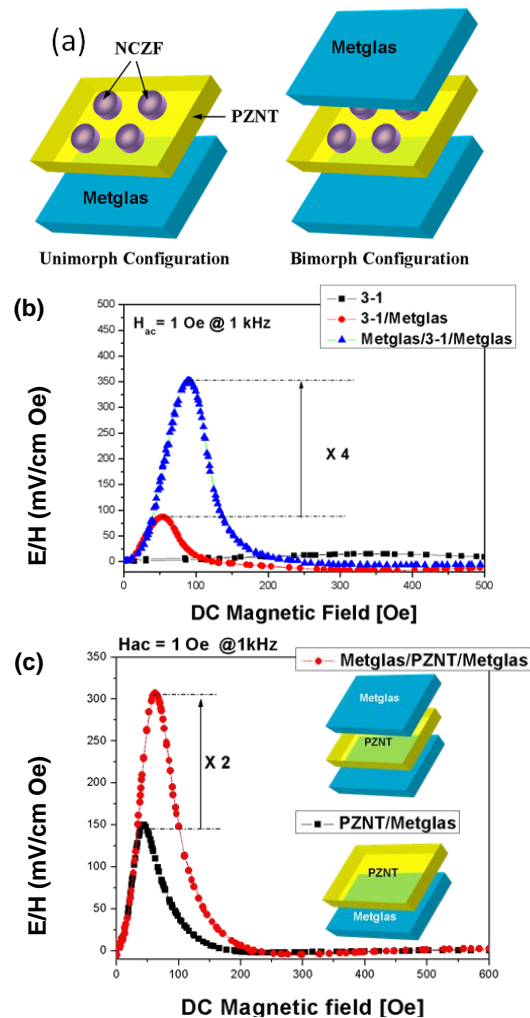 (a)
NCZF
Metglas
PZNT
Metglas
Unimorph Configuration
Bimorph Configuration
(b)
Hac = 1 Oe @ 1 kHz
3-1
3-1/Metglas
Metglas/3-1/Metglas
400
350
300
250
200
150
100
50
0
X 4
0 100 200 300 400 500
E/H (mV/cm Oe)
DC Magnetic Field [Oe]
(c)
Hac = 1 Oe @1kHz
Metglas/PZNT/Metglas
Metglas
PZNT
PZNT/Metglas
PZNT
Metglas
350
300
250
200
150
100
50
0
X 2
0 100 200 300 400 500 600
E/H (mV/cm Oe)
DC Magnetic field [Oe]